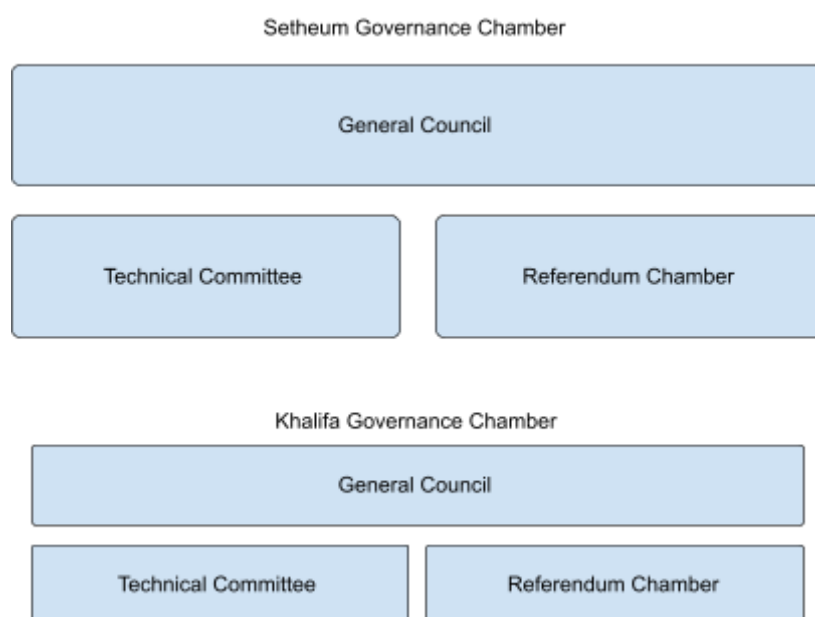 Setheum Governance Chamber
General Council
Technical Committee
Referendum Chamber
Khalifa Governance Chamber
General Council
Technical Committee
Referendum Chamber